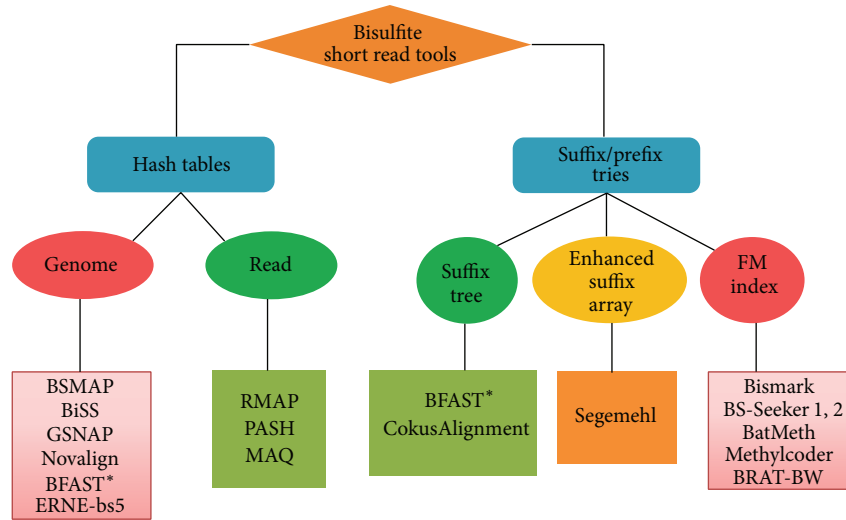 Bisulfite
short read tools
Hash tables
Suffix/prefix
tries
Genome
Read
Suffix
tree
Enhanced
suffix
array
FM
index
BSMAP
BiSS
GSNAP
Novalign
BFAST*
ERNE-bs5
RMAP
PASH
MAQ
BFAST*
CokusAlignment
Segemehl
Bismark
BS-Seeker 1, 2
BatMeth
Methylcoder
BRAT-BW